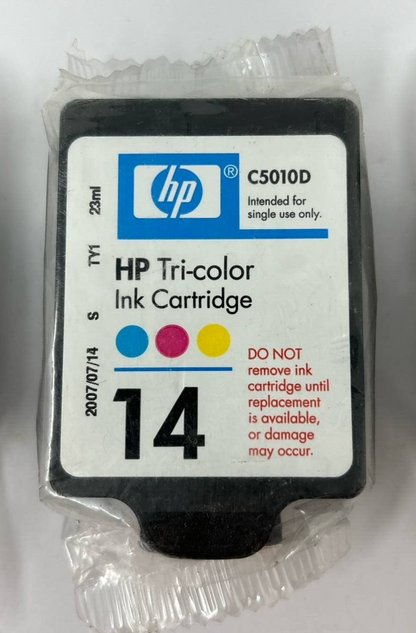 hp®
C5010D
Intended for
single use only.
HP Tri-color
Ink Cartridge
14
DO NOT
remove ink
cartridge until
replacement
is available,
or damage
may occur.
2007/07/14 S TY1 23ml